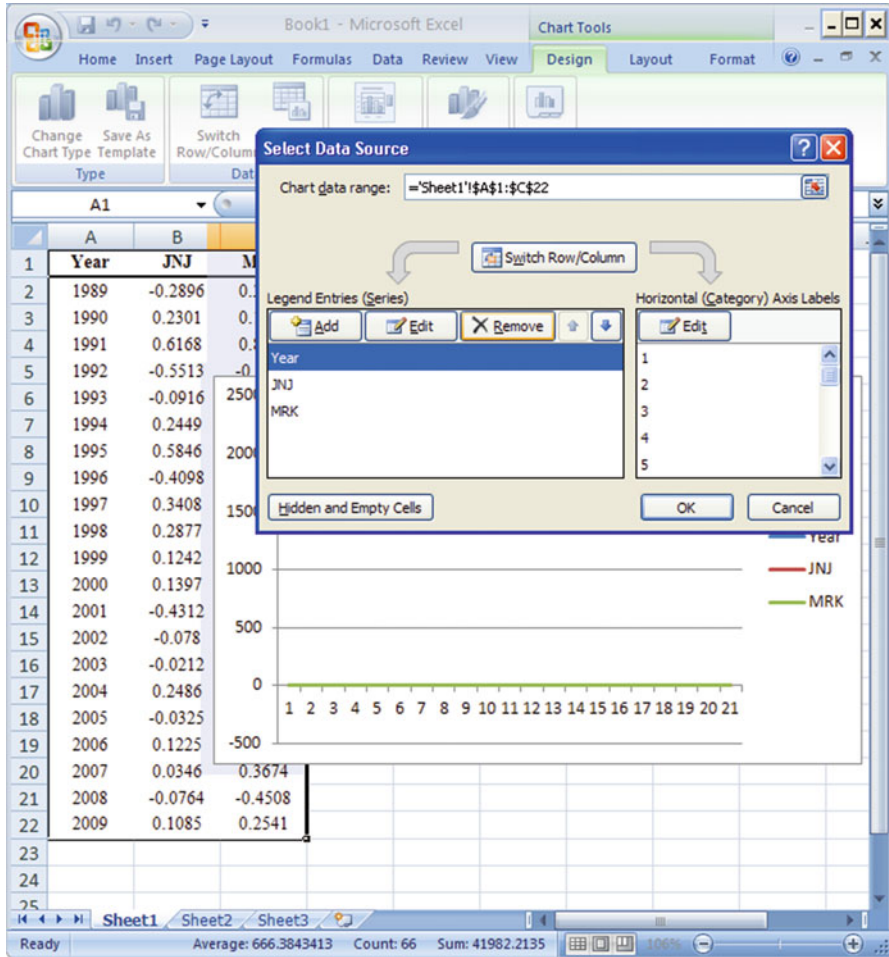 Book1 - Microsoft Excel
Chart Tools
Home Insert Page Layout Formulas Data Review View Design Layout Format
Change Chart Type
Save As Template
Switch Row/Colum
Type
Dat
A1
Select Data Source
Chart data range: ='Sheet1'!$A$1:$C$22
Switch Row/Column
Legend Entries (Series)
Add Edit Remove
Year
JNJ
MRK
Horizontal (Category) Axis Labels
Edit
1
2
3
4
5
Hidden and Empty Cells
OK Cancel
A B
1 Year JNJ M
2 1989 -0.2896
3 1990 0.2301
4 1991 0.6168
5 1992 -0.5513
6 1993 -0.0916
7 1994 0.2449
8 1995 0.5846
9 1996 -0.4098
10 1997 0.3408
11 1998 0.2877
12 1999 0.1242
13 2000 0.1397
14 2001 -0.4312
15 2002 -0.078
16 2003 -0.0212
17 2004 0.2486
18 2005 -0.0325
19 2006 0.1225
20 2007 0.0346 0.3674
21 2008 -0.0764 -0.4508
22 2009 0.1085 0.2541
23
24
25
2500
2000
1500
1000
500
0
-500
1 2 3 4 5 6 7 8 9 10 11 12 13 14 15 16 17 18 19 20 21
Year
JNJ
MRK
Sheet1 Sheet2 Sheet3
Ready Average: 666.3843413 Count: 66 Sum: 41982.2135 106%